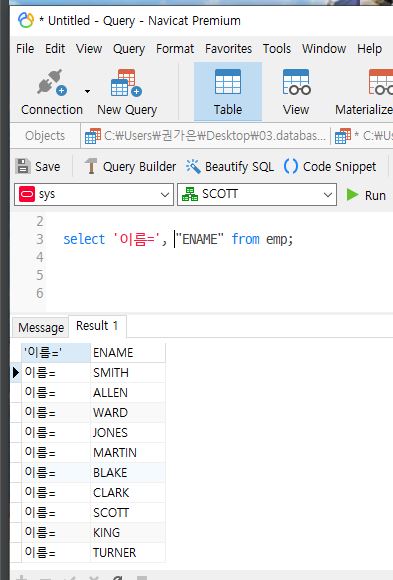 * Untitled - Query - Navicat Premium
File Edit View Query Format Favorites Tools Window Help
Connection New Query Table View Materialize
Objects C:₩Users₩권가은₩Desktop₩03.databas... * C:₩U
Save Query Builder Beautify SQL () Code Snippet
sys SCOTT Run
2
3 select '이름=', "ENAME" from emp;
4
5
6
Message Result 1
'이름=' ENAME
이름= SMITH
이름= ALLEN
이름= WARD
이름= JONES
이름= MARTIN
이름= BLAKE
이름= CLARK
이름= SCOTT
이름= KING
이름= TURNER